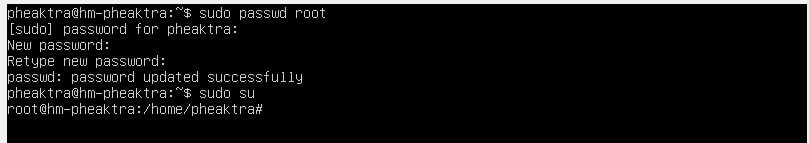 pheaktra@hm-pheaktra:~$ sudo passwd root
[sudo] password for pheaktra:
New password:
Retype new password:
passwd: password updated successfully
pheaktra@hm-pheaktra:~$ sudo su
root@hm-pheaktra:/home/pheaktra#